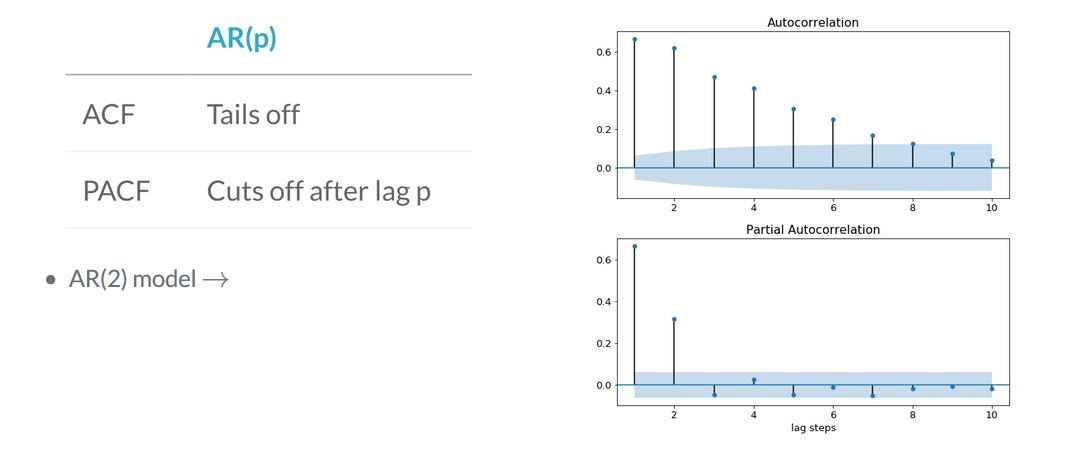 AR(p)
ACF Tails off
PACF Cuts off after lag p
• AR(2) model →
Autocorrelation
0.6
0.4
0.2
0.0
2 4 6 8 10
Partial Autocorrelation
0.6
0.4
0.2
0.0
2 4 6 8 10
lag steps